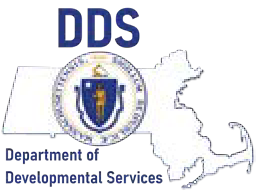 DDS
Department of
Developmental Services